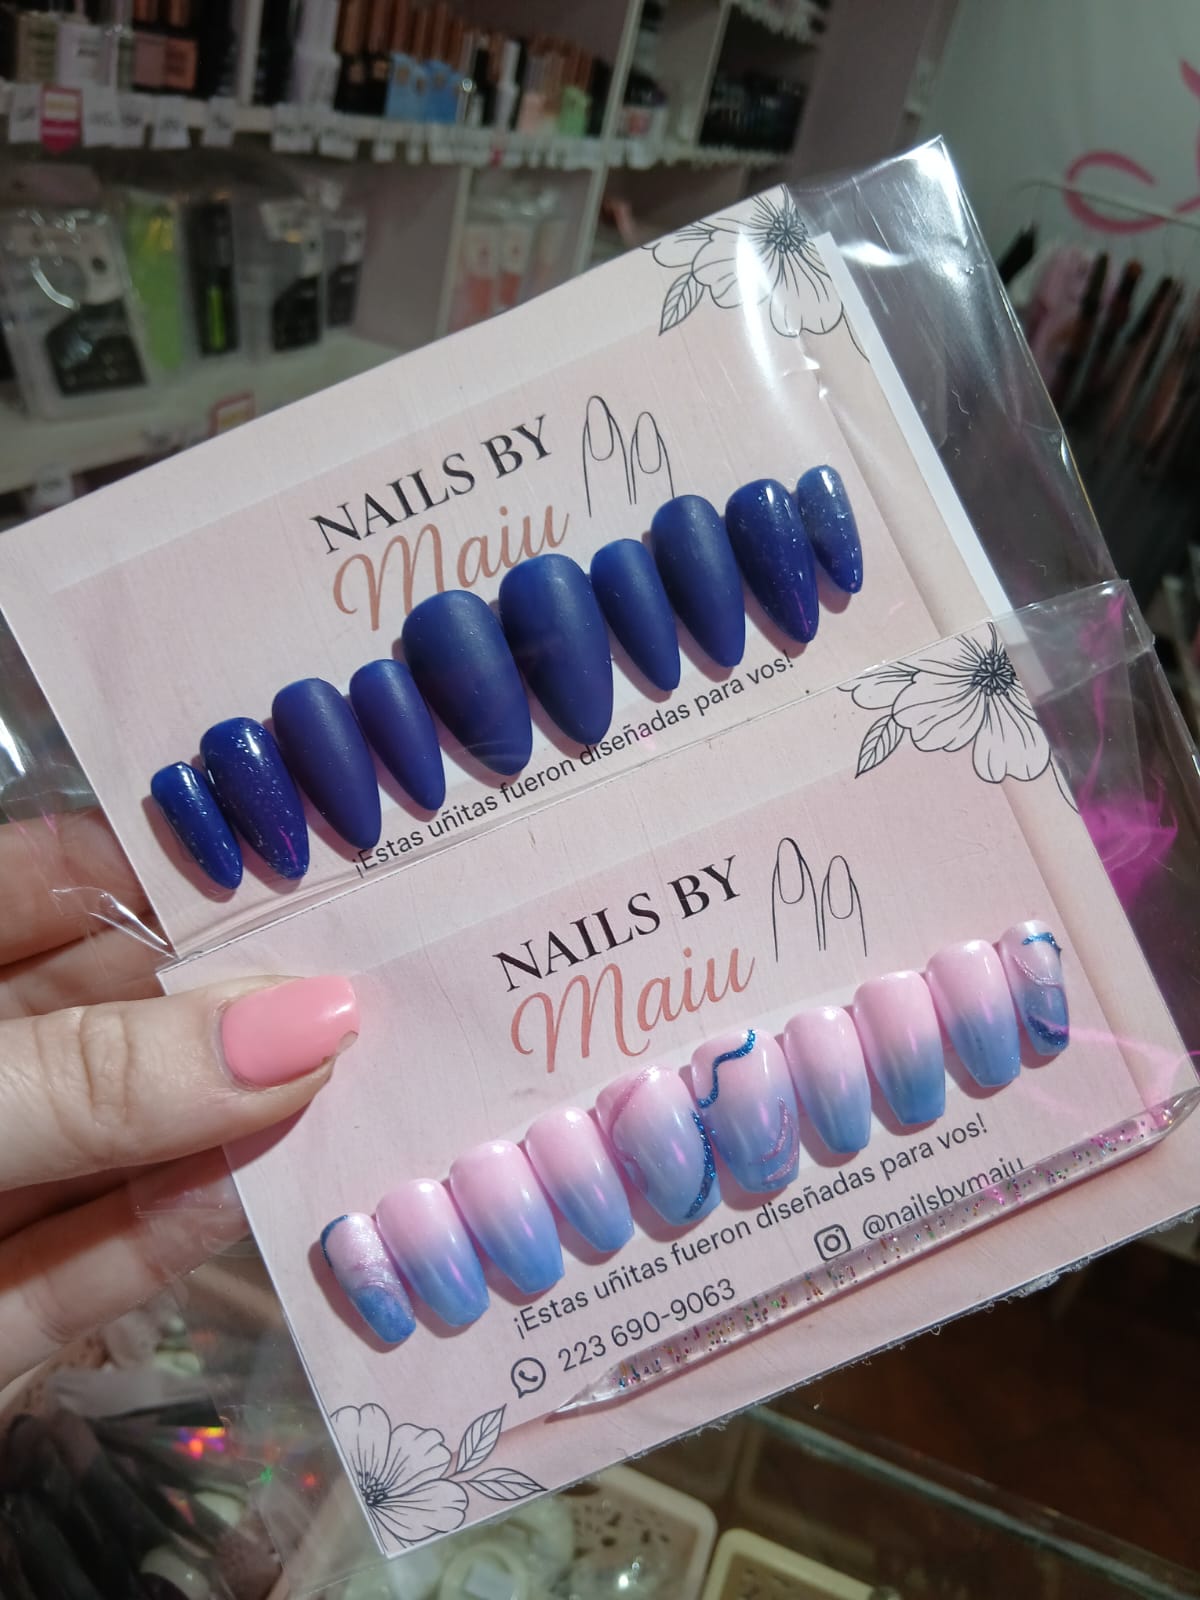 NAILS BY
Maiu
¡Estas uñitas fueron diseñadas para vos!
NAILS BY
Maiu
¡Estas uñitas fueron diseñadas para vos!
223 690-9063
@nailsbymaiu